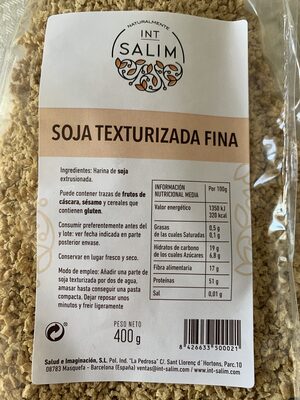 NATURALMENTE
INT
SALIM
SOJA TEXTURIZADA FINA
Ingredientes: Harina de soja
extrusionada.
Puede contener trazas de frutos de
cáscara, sésamo y cereales que
contienen gluten.
Consumir preferentemente antes del
y lote: ver fecha indicada en parte
posterior envase.
Conservar en lugar fresco y seco.
Modo de empleo: Añadir una parte de
soja texturizada por dos de agua,
amasar hasta conseguir una pasta
compacta. Dejar reposar unos
minutos y freir ligeramente
INFORMACIÓN
NUTRICIONAL MEDIA
Por 100g
Valor energético
1350 kJ
320 kcal
Grasas 0,5 g
de las cuales Saturadas 0,1 g
Hidratos de carbono 19 g
de los cuales Azúcares 6,8 g
Fibra alimentaria 17 g
Proteínas 51 g
Sal 0,01 g
PESO NETO
400 g
8 426633 500021
Salud e Imaginación, S.L. Pol. Ind. "La Pedrosa" C/. Sant Llorenç d'Hortons, Parc.10
08783 Masquefa - Barcelona (España) ventas@int-salim.com
www.int-salim.com